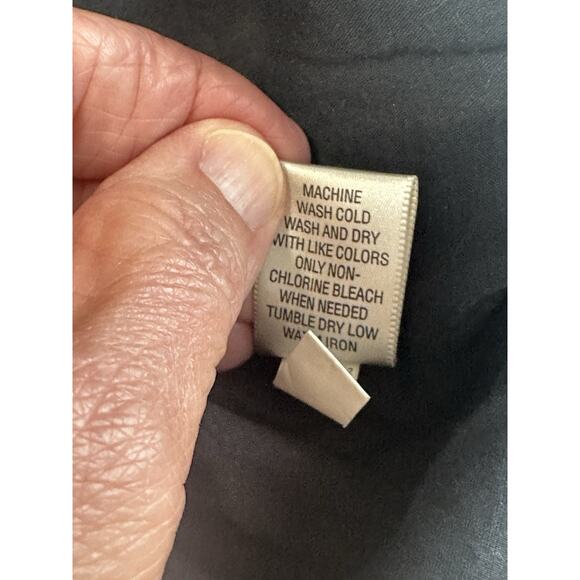 MACHINE
WASH COLD
WASH AND DRY
WITH LIKE COLORS
ONLY NON-
CHLORINE BLEACH
WHEN NEEDED
TUMBLE DRY LOW
IRON